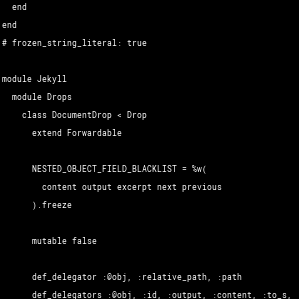 end
end
# frozen_string_literal: true

module Jekyll
  module Drops
    class DocumentDrop < Drop
      extend Forwardable

      NESTED_OBJECT_FIELD_BLACKLIST = %w(
        content output excerpt next previous
      ).freeze

      mutable false

      def_delegator :@obj, :relative_path, :path
      def_delegators :@obj, :id, :output, :content, :to_s,